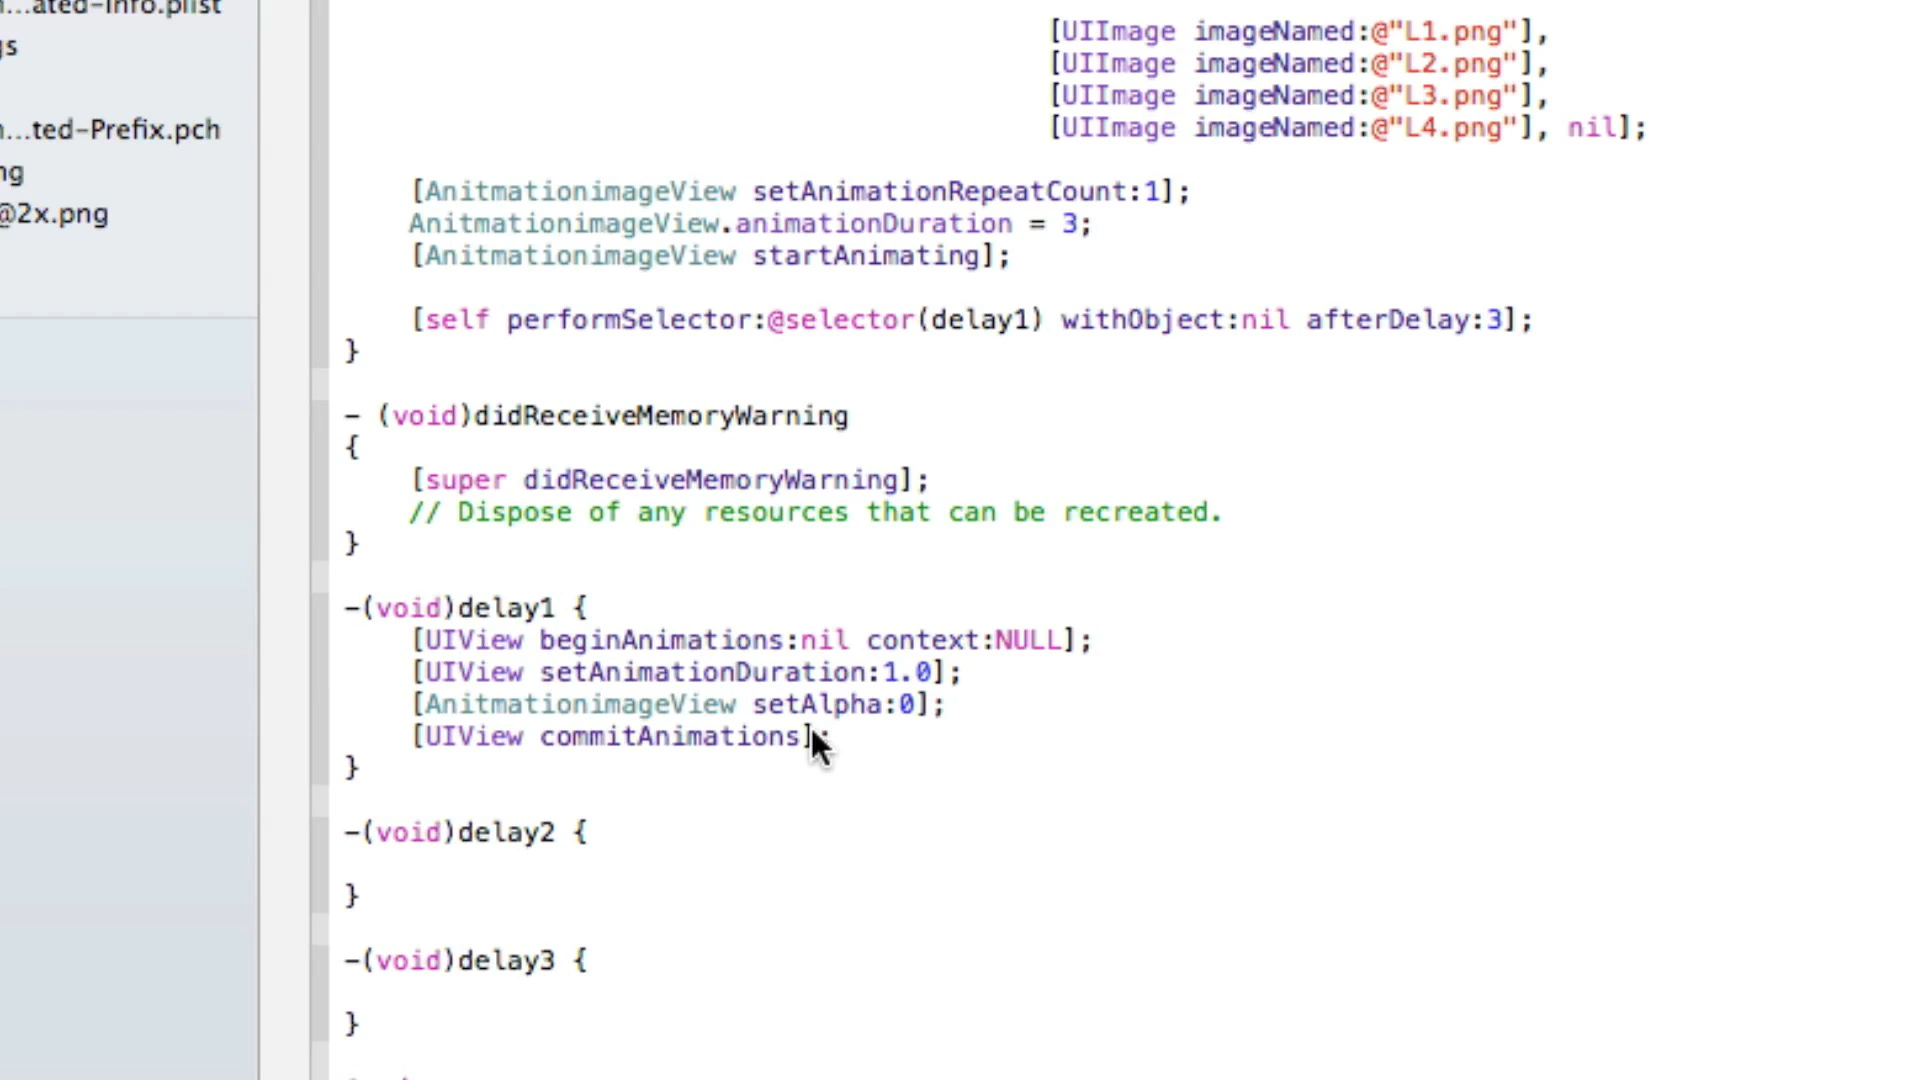 ...ated-Info.plist
gs
...ted-Prefix.pch
ng
@2x.png
[UIImage imageNamed:@"L1.png"],
[UIImage imageNamed:@"L2.png"],
[UIImage imageNamed:@"L3.png"],
[UIImage imageNamed:@"L4.png"], nil];
[AnitmationimageView setAnimationRepeatCount:1];
AnitmationimageView.animationDuration = 3;
[AnitmationimageView startAnimating];
[self performSelector:@selector(delay1) withObject:nil afterDelay:3];
}
- (void)didReceiveMemoryWarning
{
[super didReceiveMemoryWarning];
// Dispose of any resources that can be recreated.
}
-(void)delay1 {
[UIView beginAnimations:nil context:NULL];
[UIView setAnimationDuration:1.0];
[AnitmationimageView setAlpha:0];
[UIView commitAnimations];
}
-(void)delay2 {
}
-(void)delay3 {
}